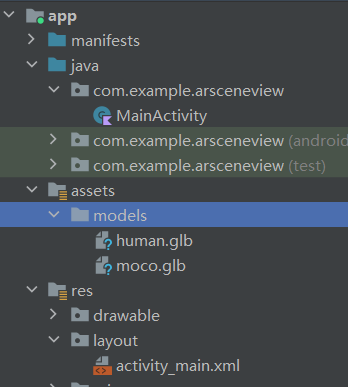 app
manifests
java
com.example.arsceneview
MainActivity
com.example.arsceneview (android
com.example.arsceneview (test)
assets
models
human.glb
moco.glb
res
drawable
layout
activity_main.xml